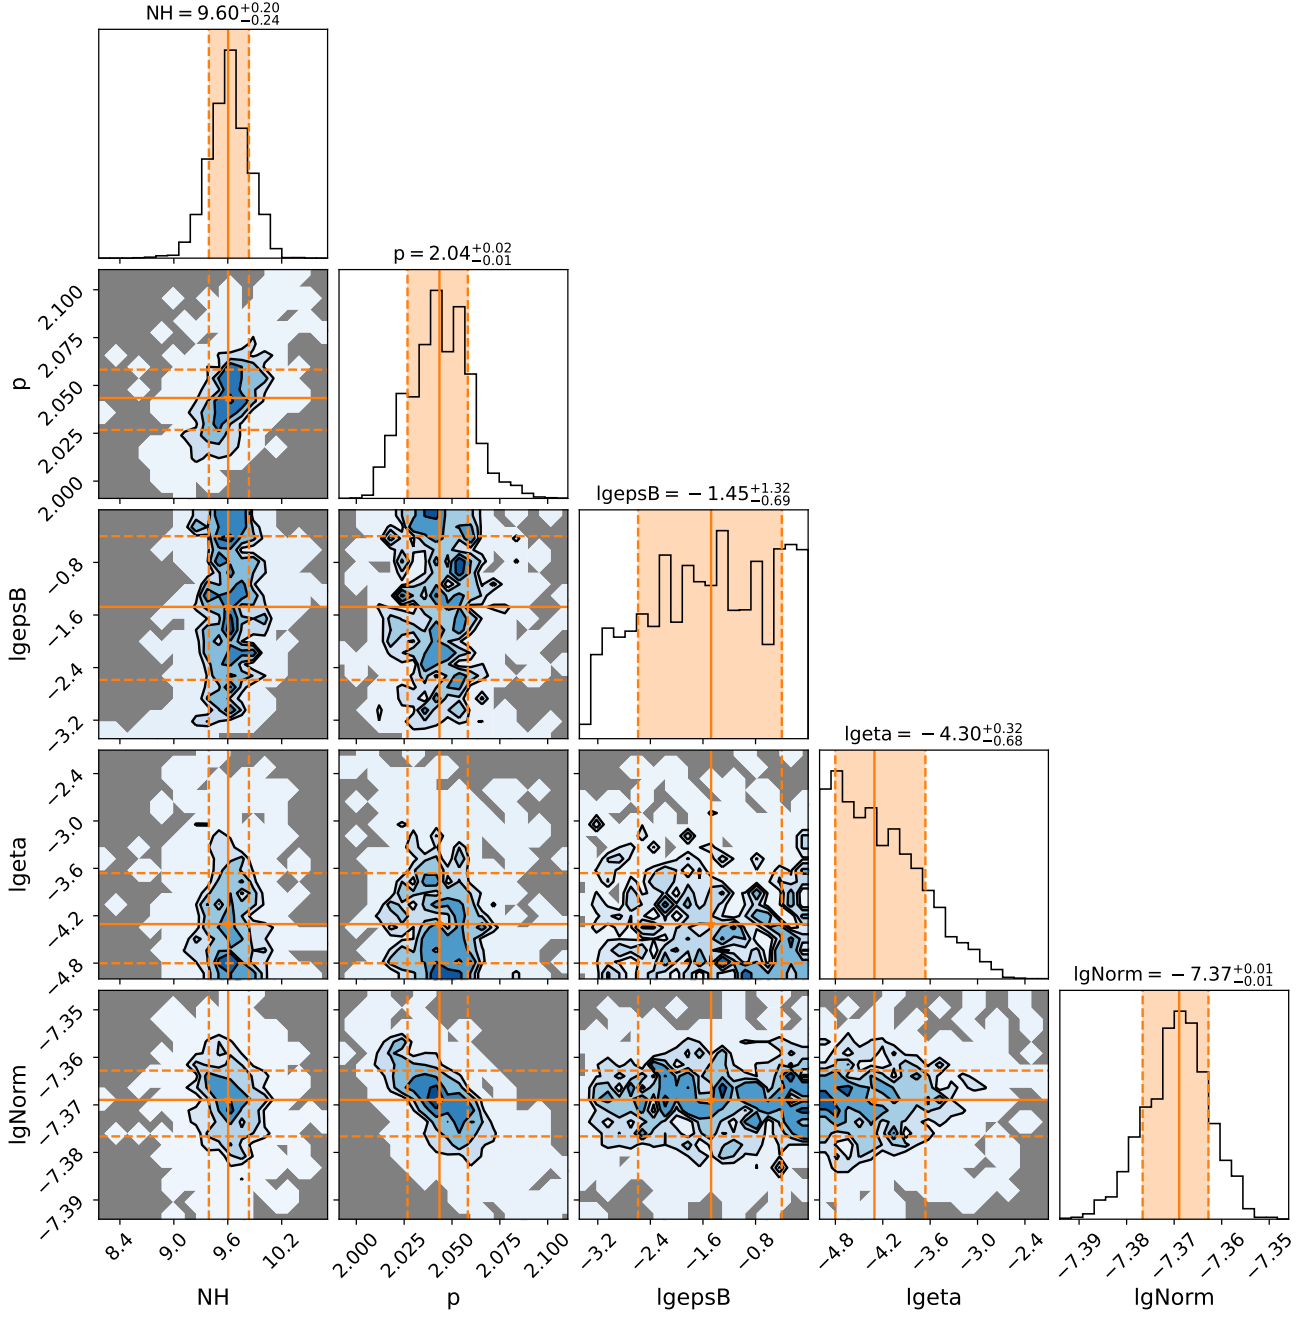 NH = 9.60 +0.20 −0.24
p = 2.04 +0.02 −0.01
2.100
2.075
2.050
2.025
2.000
p
lgepsB = −1.45 +1.32 −0.69
−0.8
−1.6
−2.4
−3.2
lgepsB
lgeta = −4.30 +0.32 −0.68
−2.4
−3.0
−3.6
−4.2
−4.8
lgeta
lgNorm = −7.37 +0.01 −0.01
−7.35
−7.36
−7.37
−7.38
−7.39
lgNorm
8.4 9.0 9.6 10.2
2.000 2.025 2.050 2.075 2.100
−3.2 −2.4 −1.6 −0.8
−4.8 −4.2 −3.6 −3.0 −2.4
−7.39 −7.38 −7.37 −7.36 −7.35
NH p lgepsB lgeta lgNorm